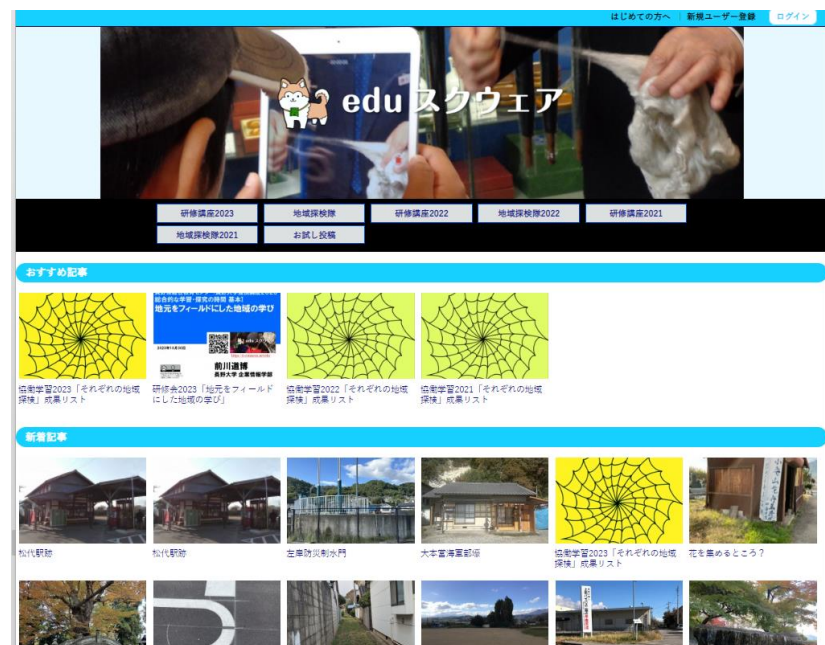 はじめての方へ | 新規ユーザー登録 ログイン
edu スクウェア
研修講座2023 地域探検隊 研修講座2022 地域探検隊2022 研修講座2021
地域探検隊2021 お試し投稿
おすすめ記事
総合的な学習・探究の時間 基本I
地元をフィールドにした地域の学び
前川道博
長野大学 企業情報学部
協働学習2023「それぞれの地域
探検」成果リスト
研修会2023「地元をフィールド
にした地域の学び」
協働学習2022「それぞれの地域
探検」成果リスト
協働学習2021「それぞれの地域
探検」成果リスト
新着記事
松代駅跡
松代駅跡
左岸防災制水門
大本営海軍部壕
協働学習2023「それぞれの地域
探検」成果リスト
花を集めるところ？